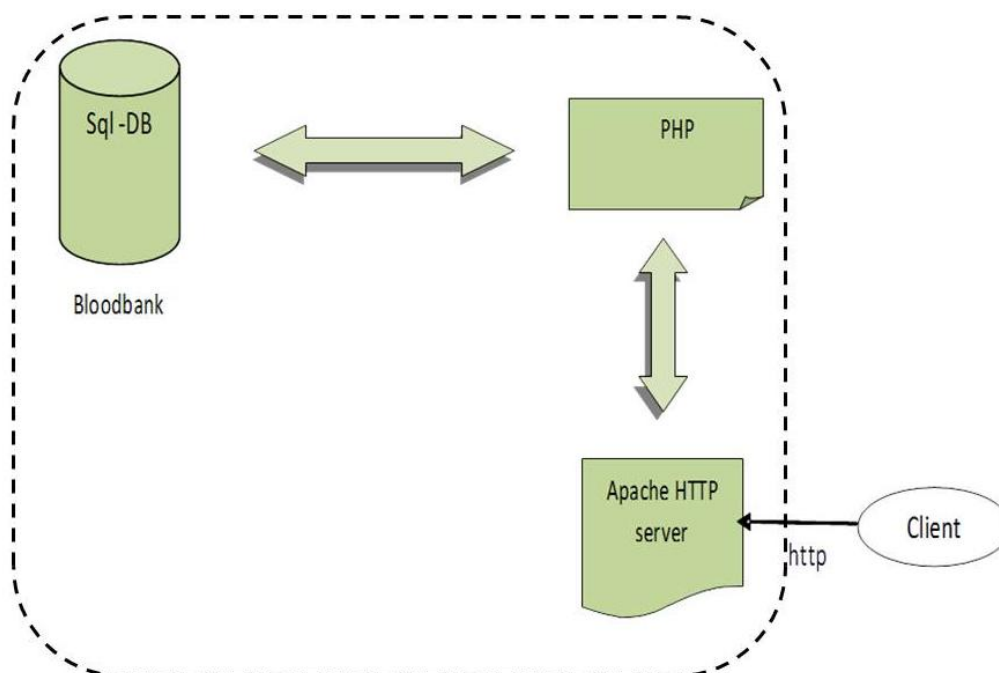 Sql -DB
PHP
Bloodbank
Apache HTTP
server
Client
http